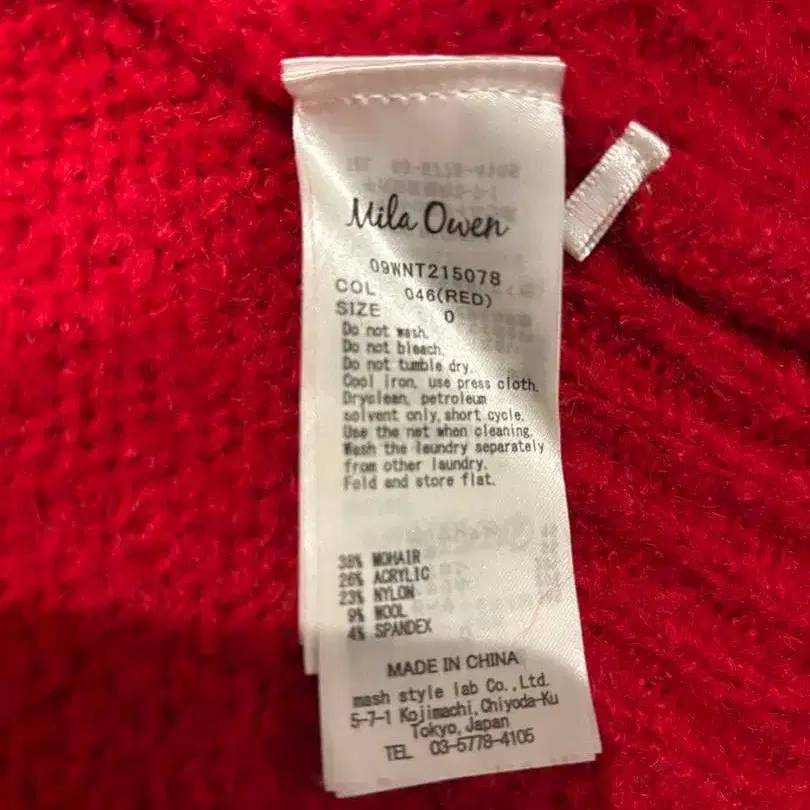 Mila Owen
09WNT215078
COL 046(RED)
SIZE 0
Do not wash.
Do not bleach.
Do not tumble dry.
Cool iron, use press cloth.
Dryclean, petroleum
solvent only, short cycle.
Use the net when cleaning.
Wash the laundry separately
from other laundry.
Fold and store flat.
38% MOHAIR
26% ACRYLIC
23% NYLON
9% WOOL
4% SPANDEX
MADE IN CHINA
mash style lab Co.,Ltd.
5-7-1 Kojimachi,Chiyoda-Ku
Tokyo,Japan
TEL 03-5778-4105